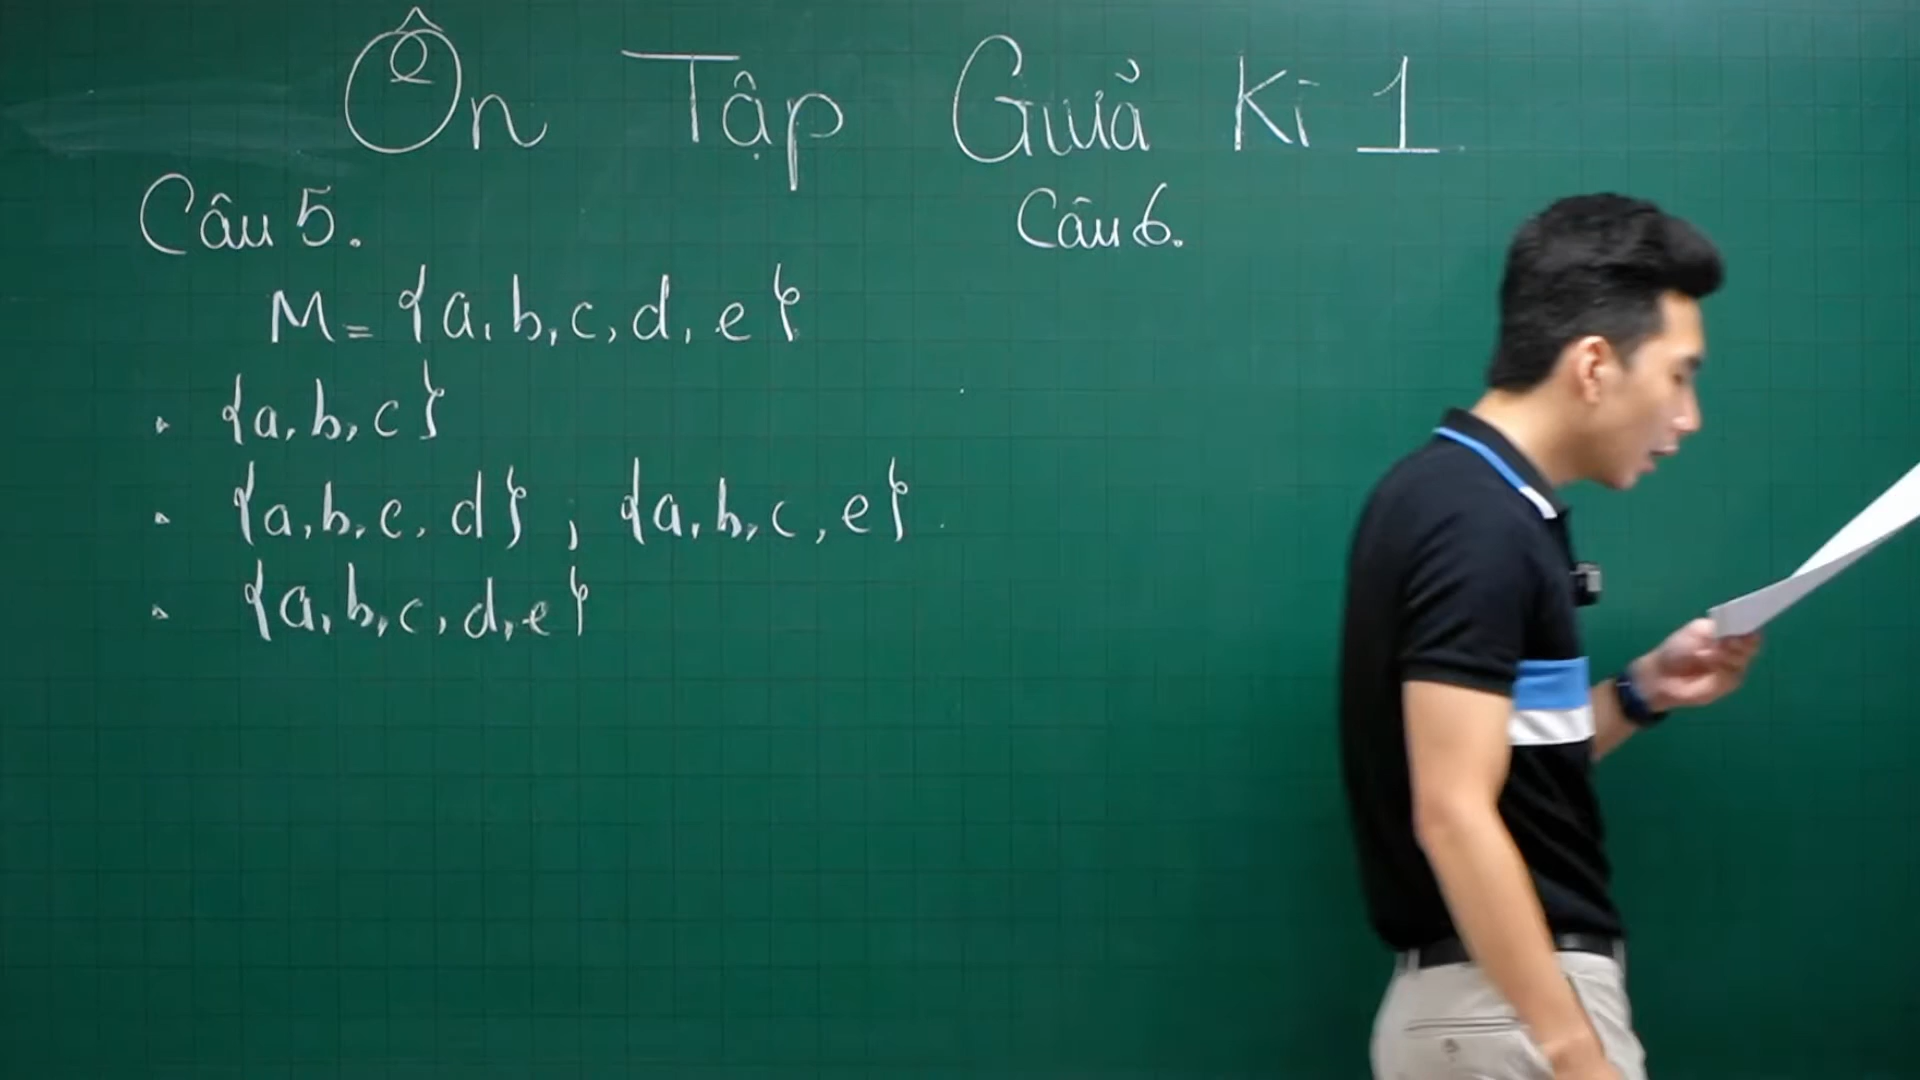 Ôn Tập Giữa Kì 1
Câu 5.
M = {a, b, c, d, e}
. {a, b, c}
. {a, b, c, d} ; {a, b, c, e}.
. {a, b, c, d, e}
Câu 6.